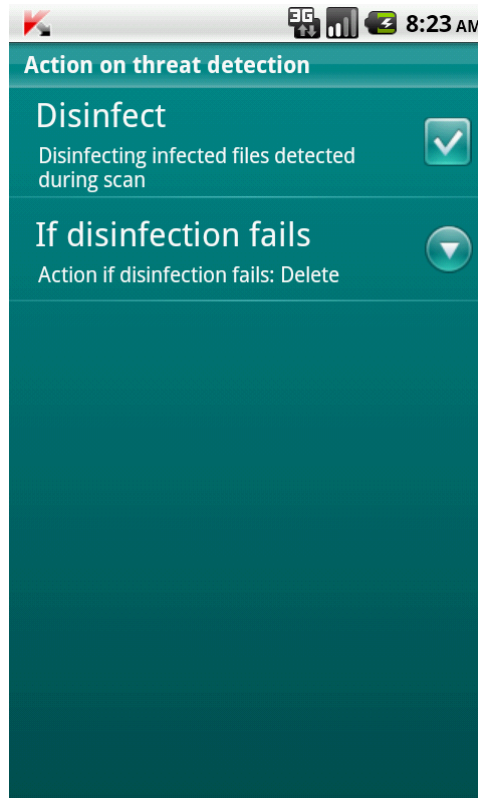 3G 8:23 AM
Action on threat detection
Disinfect
Disinfecting infected files detected
during scan
If disinfection fails
Action if disinfection fails: Delete